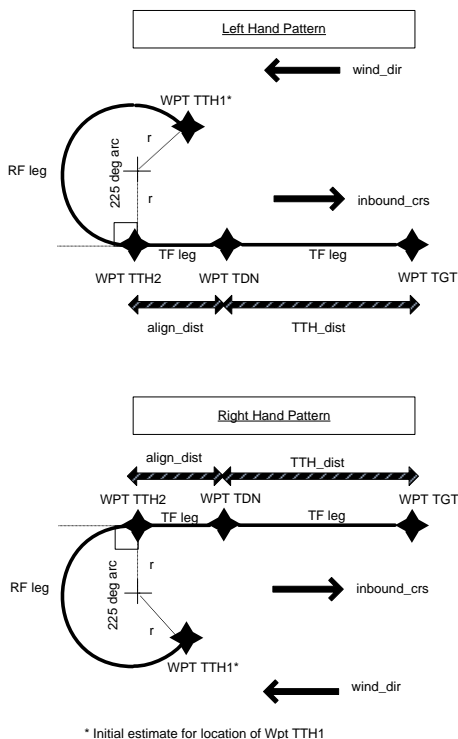 Left Hand Pattern
wind_dir
WPT TTH1*
r
RF leg
225 deg arc
r
inbound_crs
TF leg
TF leg
WPT TTH2
WPT TDN
WPT TGT
align_dist
TTH_dist
Right Hand Pattern
align_dist
TTH_dist
WPT TTH2
WPT TDN
WPT TGT
TF leg
TF leg
RF leg
225 deg arc
r
inbound_crs
r
WPT TTH1*
wind_dir
* Initial estimate for location of Wpt TTH1